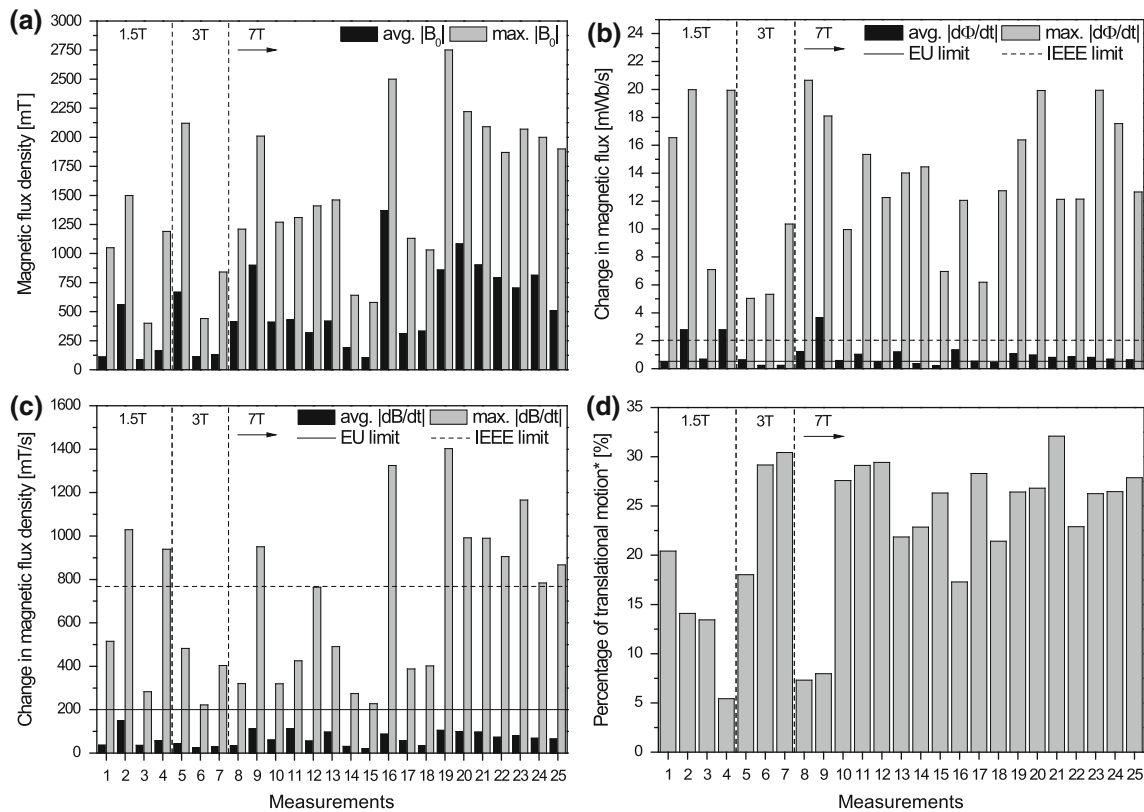 (a)
1.5T 3T 7T
avg. |B0| max. |B0|
Magnetic flux density [mT]
3000
2750
2500
2250
2000
1750
1500
1250
1000
750
500
250
0
(b)
1.5T 3T 7T
avg. |dΦ/dt| max. |dΦ/dt|
EU limit IEEE limit
Change in magnetic flux [mWb/s]
24
22
20
18
16
14
12
10
8
6
4
2
0
(c)
1.5T 3T 7T
avg. |dB/dt| max. |dB/dt|
EU limit IEEE limit
Change in magnetic flux density [mT/s]
1600
1400
1200
1000
800
600
400
200
0
1 2 3 4 5 6 7 8 9 10 11 12 13 14 15 16 17 18 19 20 21 22 23 24 25
Measurements
(d)
1.5T 3T 7T
Percentage of translational motion* [%]
35
30
25
20
15
10
5
0
1 2 3 4 5 6 7 8 9 10 11 12 13 14 15 16 17 18 19 20 21 22 23 24 25
Measurements